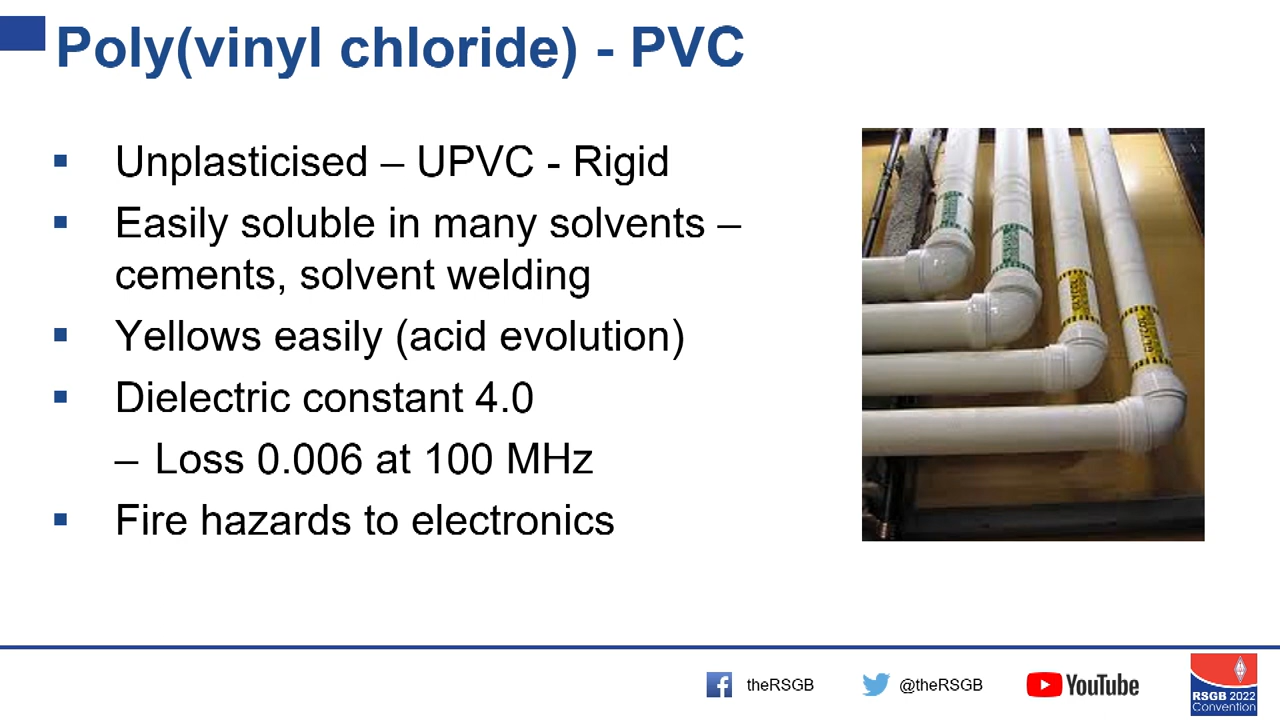 Poly(vinyl chloride) - PVC
▪ Unplasticised – UPVC - Rigid
▪ Easily soluble in many solvents –
cements, solvent welding
▪ Yellows easily (acid evolution)
▪ Dielectric constant 4.0
– Loss 0.006 at 100 MHz
▪ Fire hazards to electronics
theRSGB
@theRSGB
YouTube
RSGB 2022
Convention